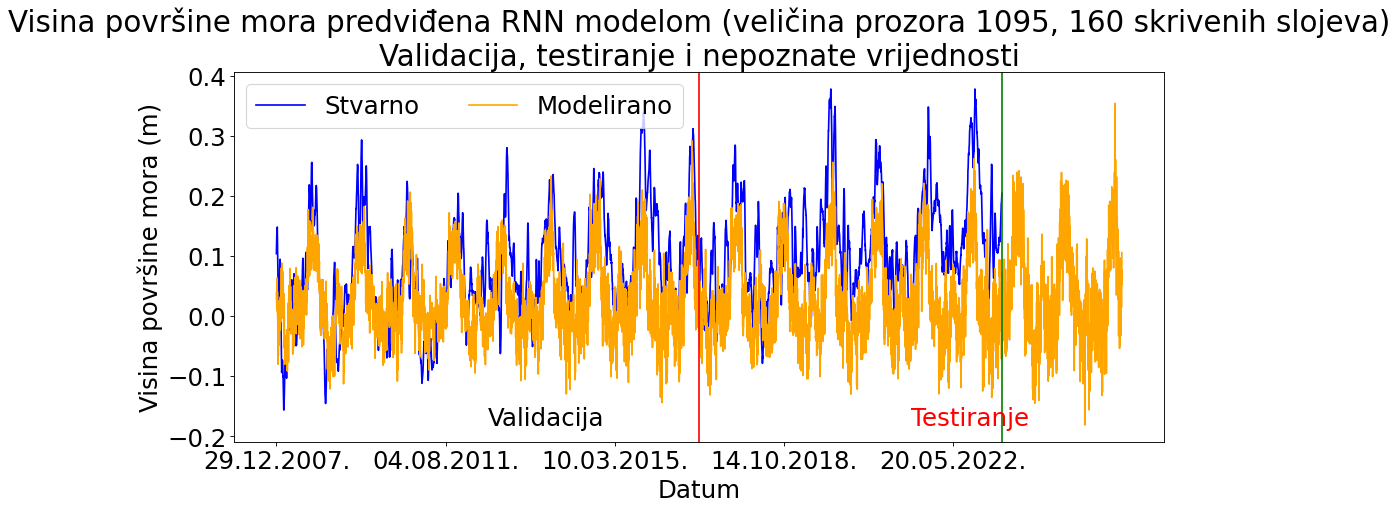 Visina površine mora predviđena RNN modelom (veličina prozora 1095, 160 skrivenih slojeva)
Validacija, testiranje i nepoznate vrijednosti
Stvarno
Modelirano
Visina površine mora (m)
0.4
0.3
0.2
0.1
0.0
−0.1
−0.2
Validacija
Testiranje
29.12.2007.
04.08.2011.
10.03.2015.
14.10.2018.
20.05.2022.
Datum